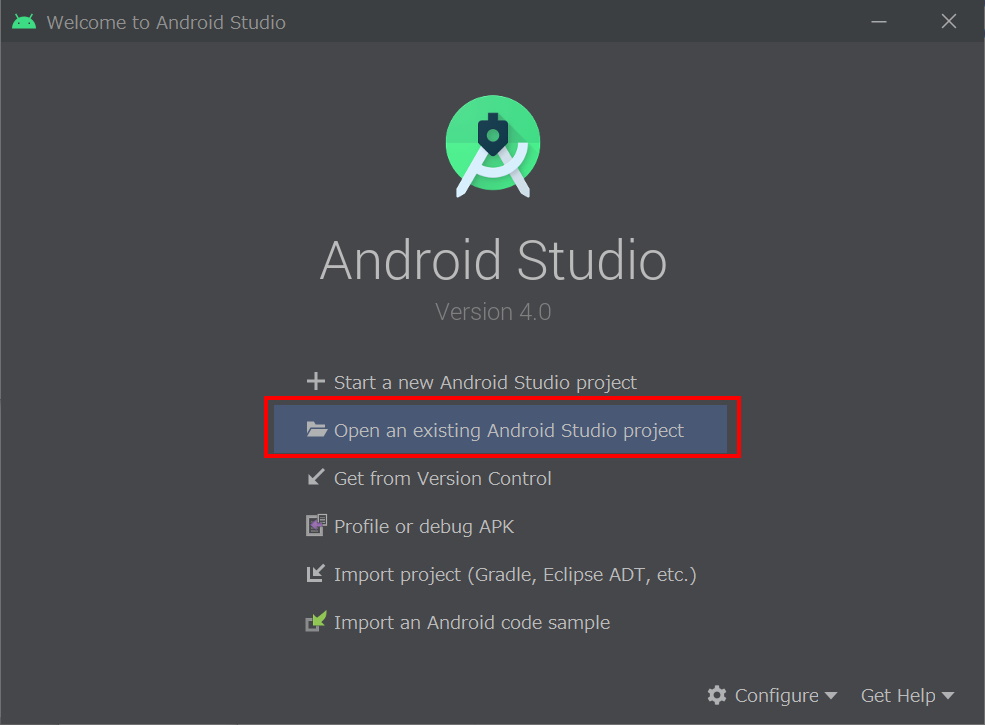 Welcome to Android Studio
Android Studio
Version 4.0
Start a new Android Studio project
Open an existing Android Studio project
Get from Version Control
Profile or debug APK
Import project (Gradle, Eclipse ADT, etc.)
Import an Android code sample
Configure Get Help